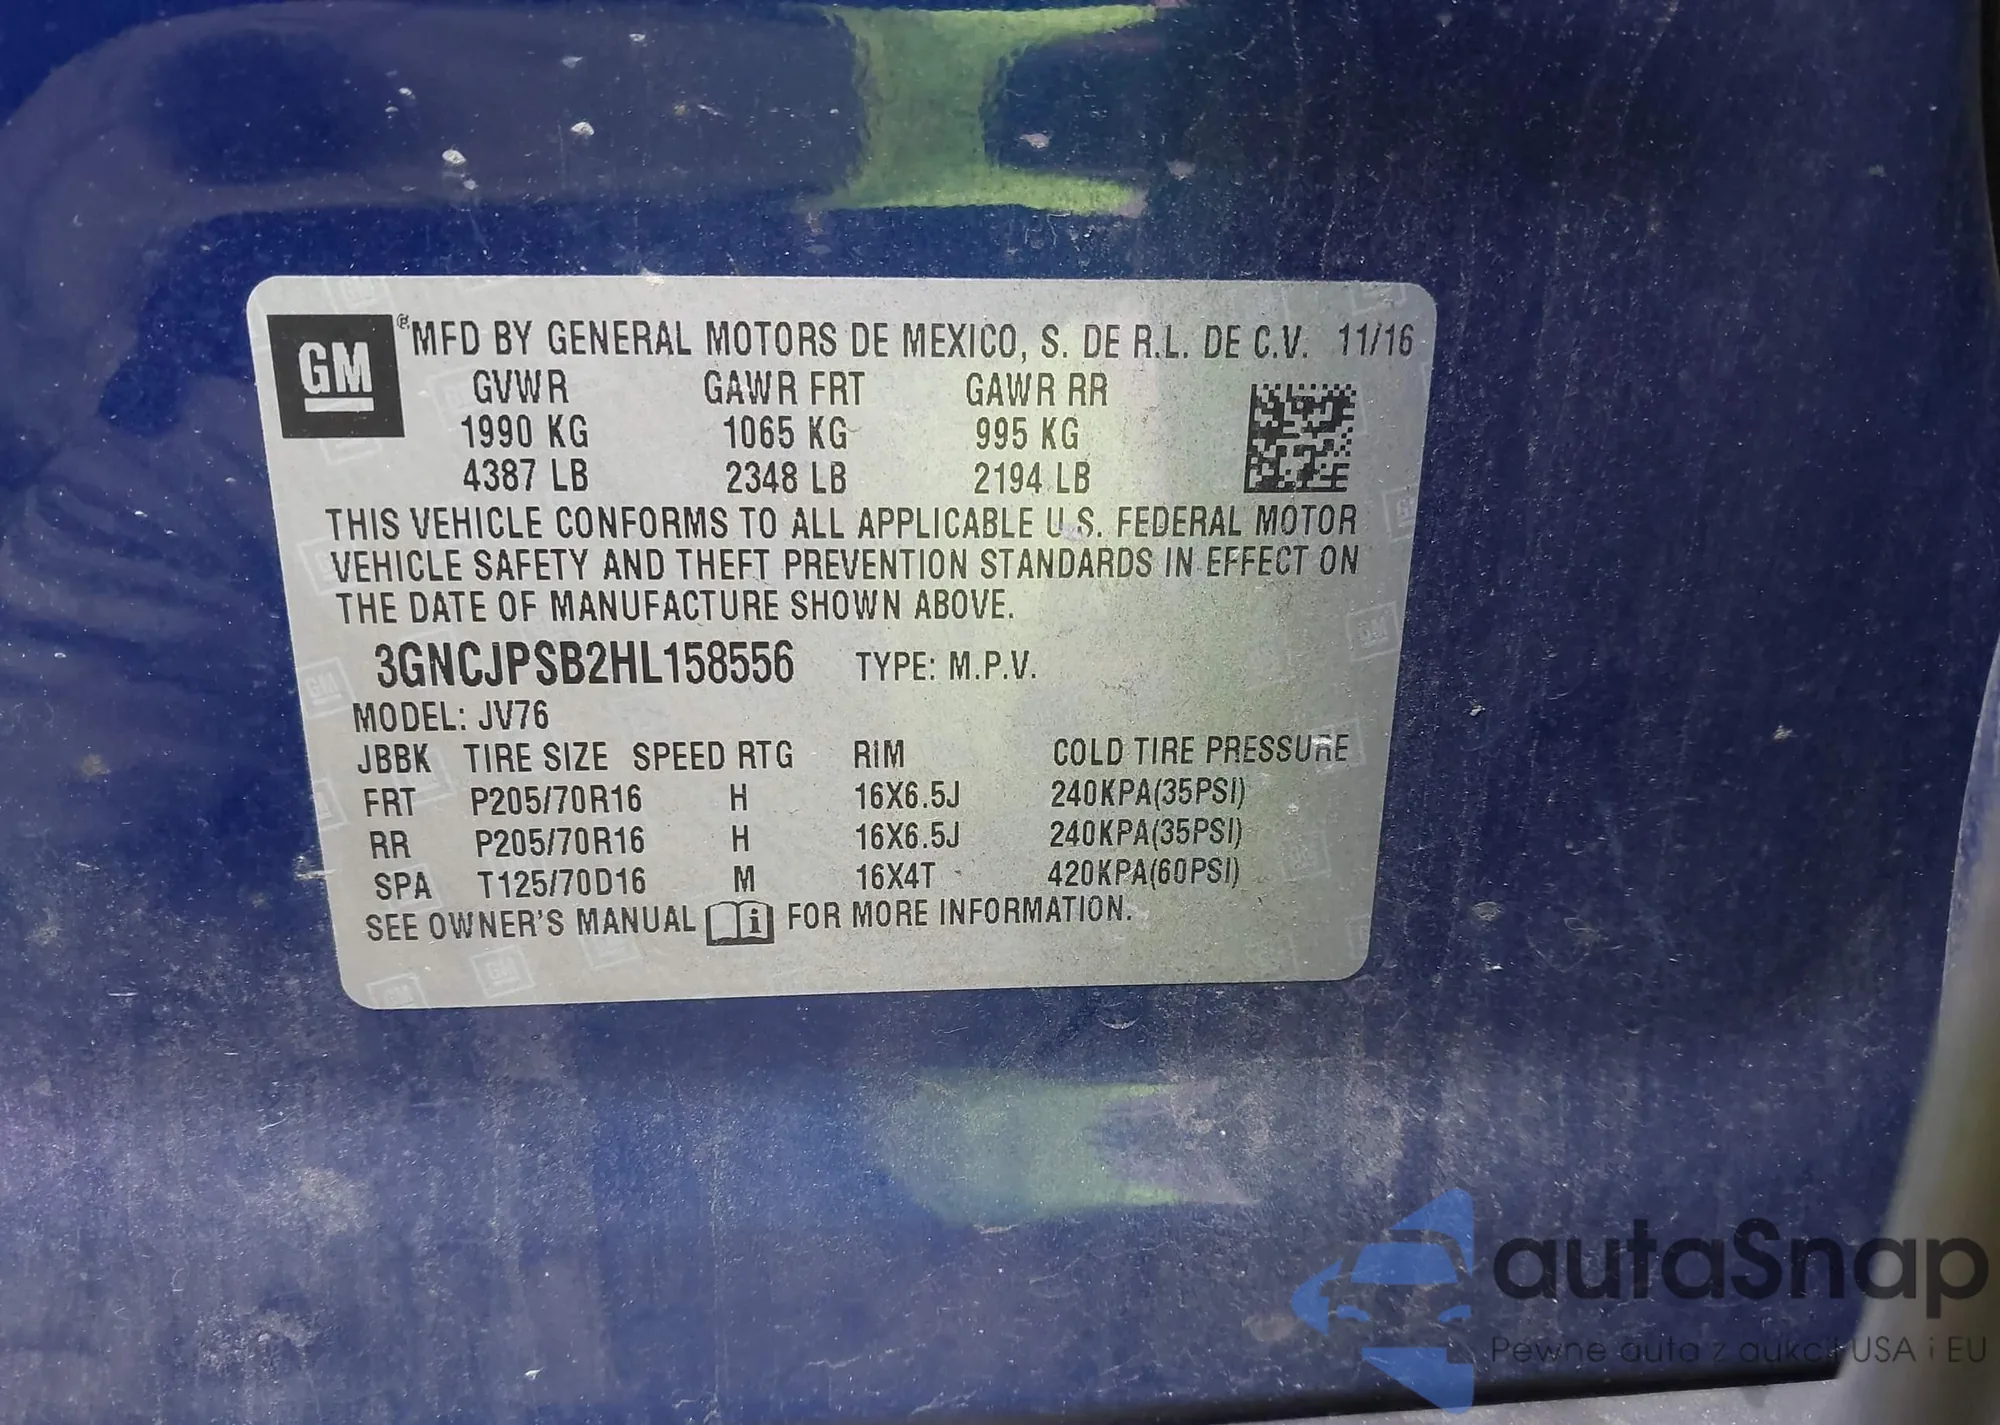 GM ® MFD BY GENERAL MOTORS DE MEXICO, S. DE R.L. DE C.V. 11/16
GVWR GAWR FRT GAWR RR
1990 KG 1065 KG 995 KG
4387 LB 2348 LB 2194 LB
THIS VEHICLE CONFORMS TO ALL APPLICABLE U.S. FEDERAL MOTOR
VEHICLE SAFETY AND THEFT PREVENTION STANDARDS IN EFFECT ON
THE DATE OF MANUFACTURE SHOWN ABOVE.
3GNCJPSB2HL158556 TYPE: M.P.V.
MODEL: JV76
JBBK TIRE SIZE SPEED RTG RIM COLD TIRE PRESSURE
FRT P205/70R16 H 16X6.5J 240KPA(35PSI)
RR P205/70R16 H 16X6.5J 240KPA(35PSI)
SPA T125/70D16 M 16X4T 420KPA(60PSI)
SEE OWNER'S MANUAL i FOR MORE INFORMATION.
autaSnap
Pewne auta z aukcji USA i EU